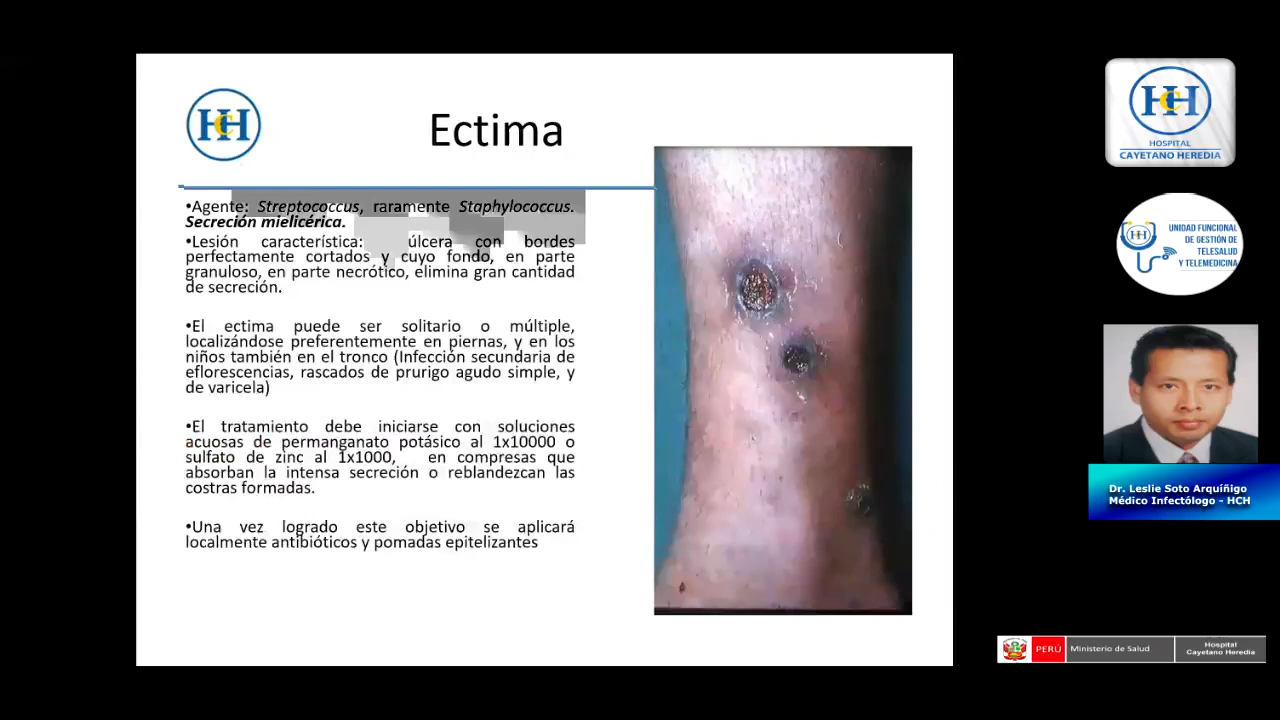 HCH
Ectima
•Agente: Streptococcus, raramente Staphylococcus.
Secreción mielicérica.
•Lesión característica: úlcera con bordes
perfectamente cortados y cuyo fondo, en parte
granuloso, en parte necrótico, elimina gran cantidad
de secreción.
•El ectima puede ser solitario o múltiple,
localizándose preferentemente en piernas, y en los
niños también en el tronco (Infección secundaria de
eflorescencias, rascados de prurigo agudo simple, y
de varicela)
•El tratamiento debe iniciarse con soluciones
acuosas de permanganato potásico al 1x10000 o
sulfato de zinc al 1x1000, en compresas que
absorban la intensa secreción o reblandezcan las
costras formadas.
•Una vez logrado este objetivo se aplicará
localmente antibióticos y pomadas epitelizantes
HCH
HOSPITAL
CAYETANO HEREDIA
HCH
UNIDAD FUNCIONAL
DE GESTIÓN DE
TELESALUD
Y TELEMEDICINA
Dr. Leslie Soto Arquíñigo
Médico Infectólogo - HCH
PERÚ
Ministerio de Salud
Hospital
Cayetano Heredia